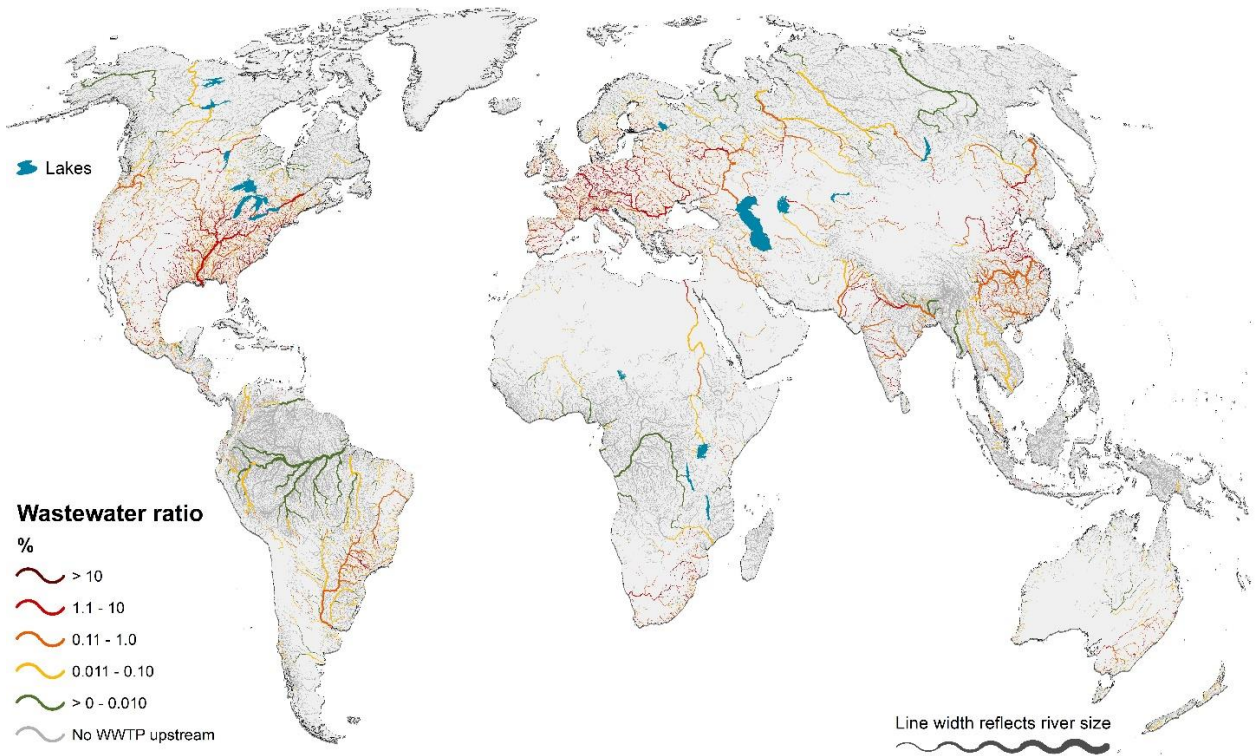 Lakes
Wastewater ratio
%
> 10
1.1 - 10
0.11 - 1.0
0.011 - 0.10
> 0 - 0.010
No WWTP upstream
Line width reflects river size